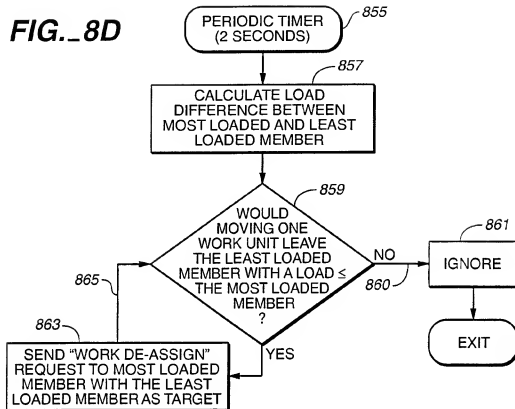 FIG._8D
PERIODIC TIMER
(2 SECONDS)
855
857
CALCULATE LOAD
DIFFERENCE BETWEEN
MOST LOADED AND LEAST
LOADED MEMBER
859
WOULD
MOVING ONE
WORK UNIT LEAVE
THE LEAST LOADED
MEMBER WITH A LOAD ≤
THE MOST LOADED
MEMBER
?
NO
860
861
IGNORE
EXIT
865
863
YES
SEND “WORK DE-ASSIGN”
REQUEST TO MOST LOADED
MEMBER WITH THE LEAST
LOADED MEMBER AS TARGET